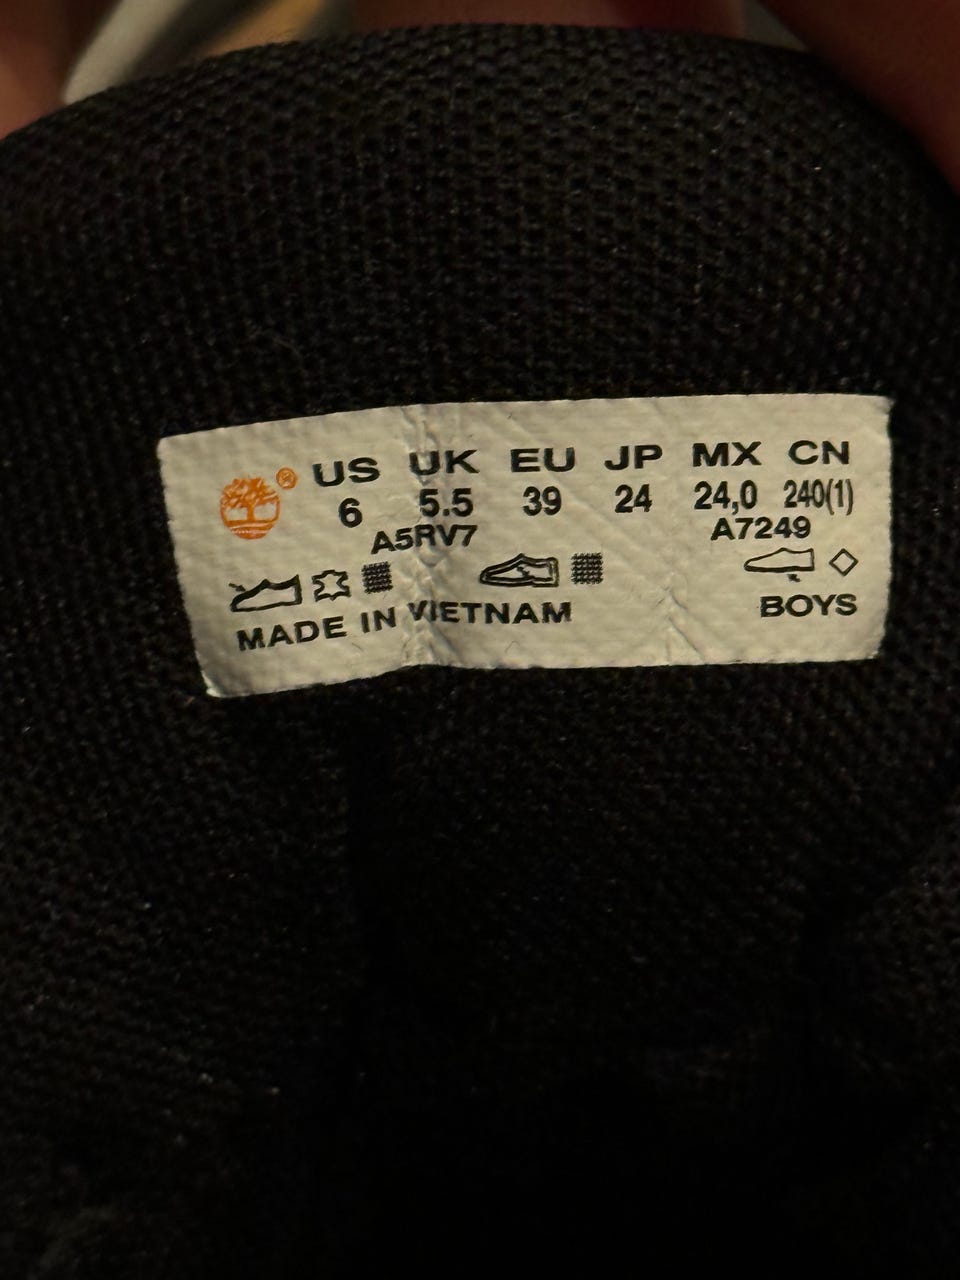 ® US UK EU JP MX CN
6 5.5 39 24 24,0 240(1)
A5RV7 A7249
MADE IN VIETNAM BOYS